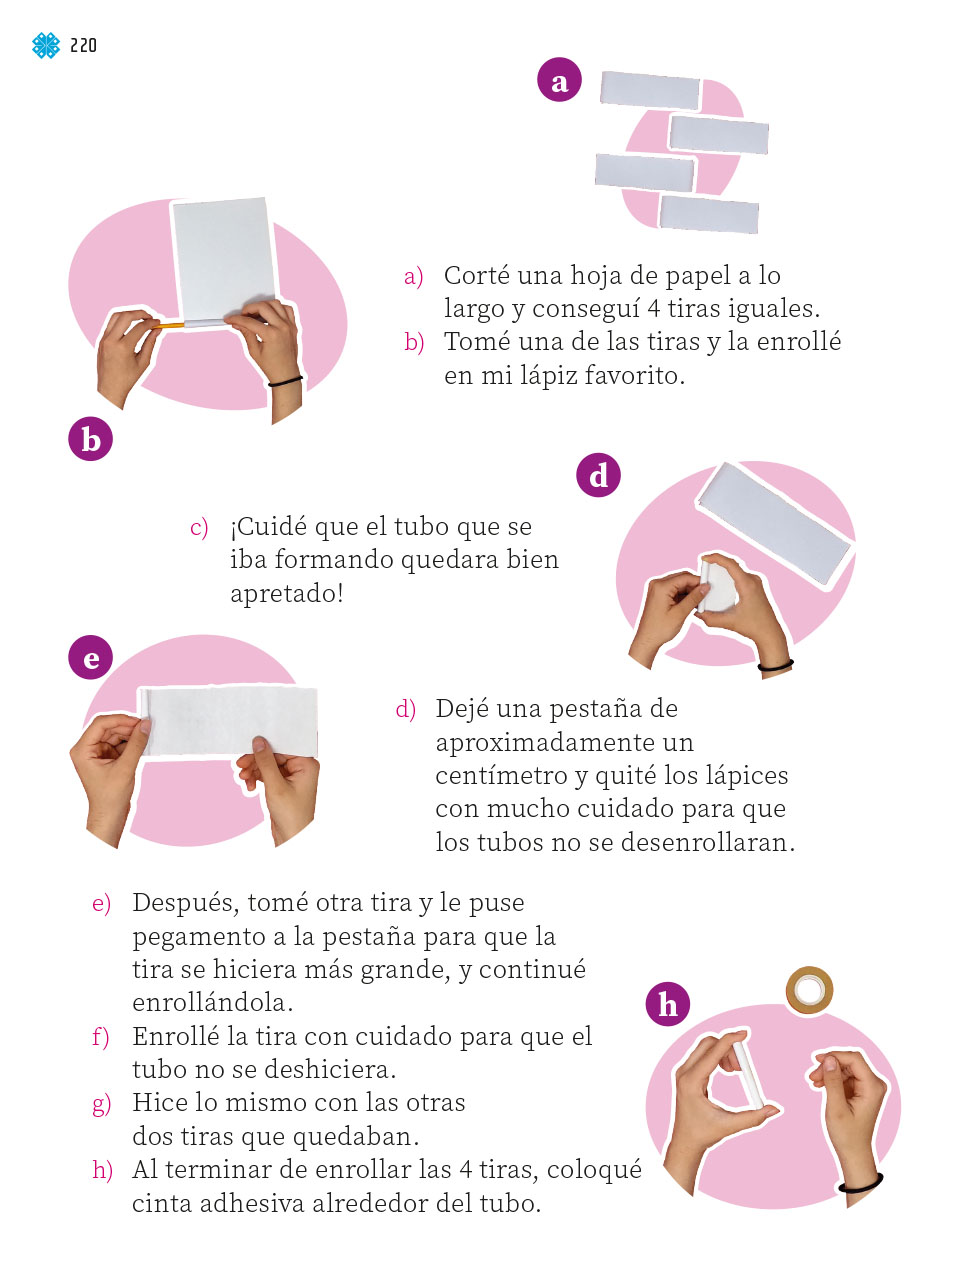 220
a
a) Corté una hoja de papel a lo
largo y conseguí 4 tiras iguales.
b) Tomé una de las tiras y la enrollé
en mi lápiz favorito.
b
d
c) ¡Cuidé que el tubo que se
iba formando quedara bien
apretado!
e
d) Dejé una pestaña de
aproximadamente un
centímetro y quité los lápices
con mucho cuidado para que
los tubos no se desenrollaran.
e) Después, tomé otra tira y le puse
pegamento a la pestaña para que la
tira se hiciera más grande, y continué
enrollándola.
f) Enrollé la tira con cuidado para que el
tubo no se deshiciera.
g) Hice lo mismo con las otras
dos tiras que quedaban.
h) Al terminar de enrollar las 4 tiras, coloqué
cinta adhesiva alrededor del tubo.
h